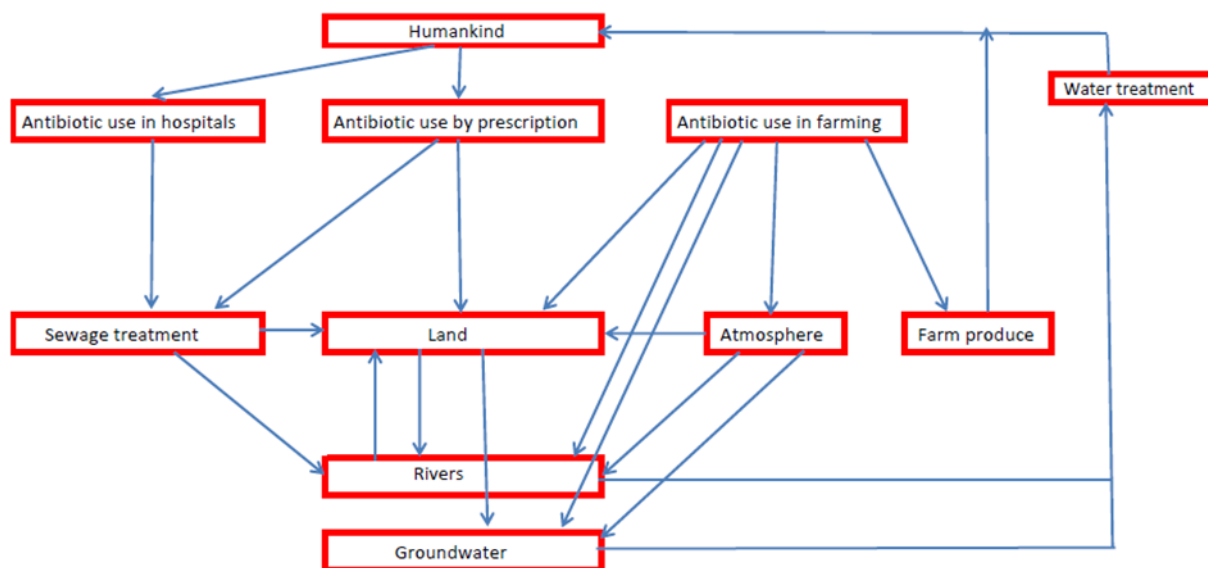 Humankind
Water treatment
Antibiotic use in hospitals
Antibiotic use by prescription
Antibiotic use in farming
Sewage treatment
Land
Atmosphere
Farm produce
Rivers
Groundwater